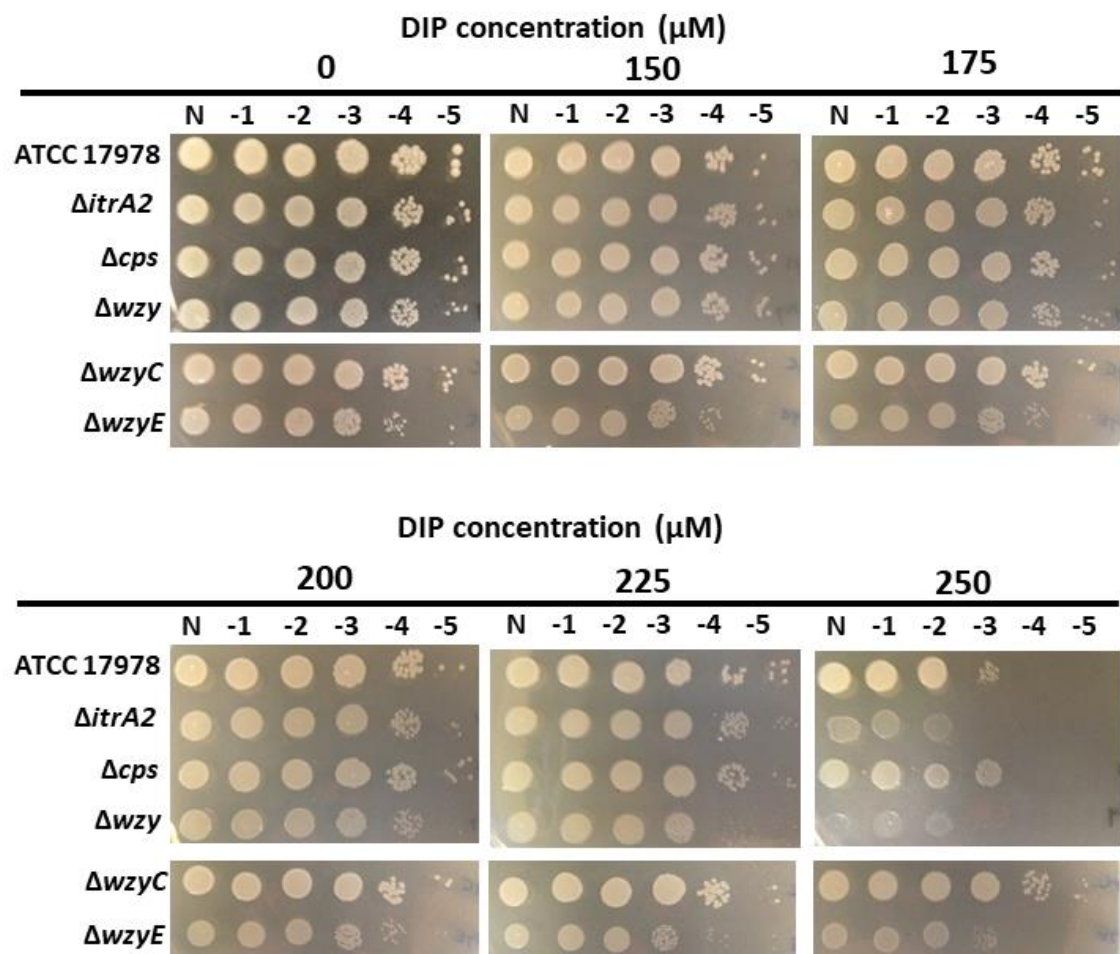 DIP concentration (μM)
0 150 175
N -1 -2 -3 -4 -5 N -1 -2 -3 -4 -5 N -1 -2 -3 -4 -5
ATCC 17978
ΔitrA2
Δcps
Δwzy
ΔwzyC
ΔwzyE
DIP concentration (μM)
200 225 250
N -1 -2 -3 -4 -5 N -1 -2 -3 -4 -5 N -1 -2 -3 -4 -5
ATCC 17978
ΔitrA2
Δcps
Δwzy
ΔwzyC
ΔwzyE